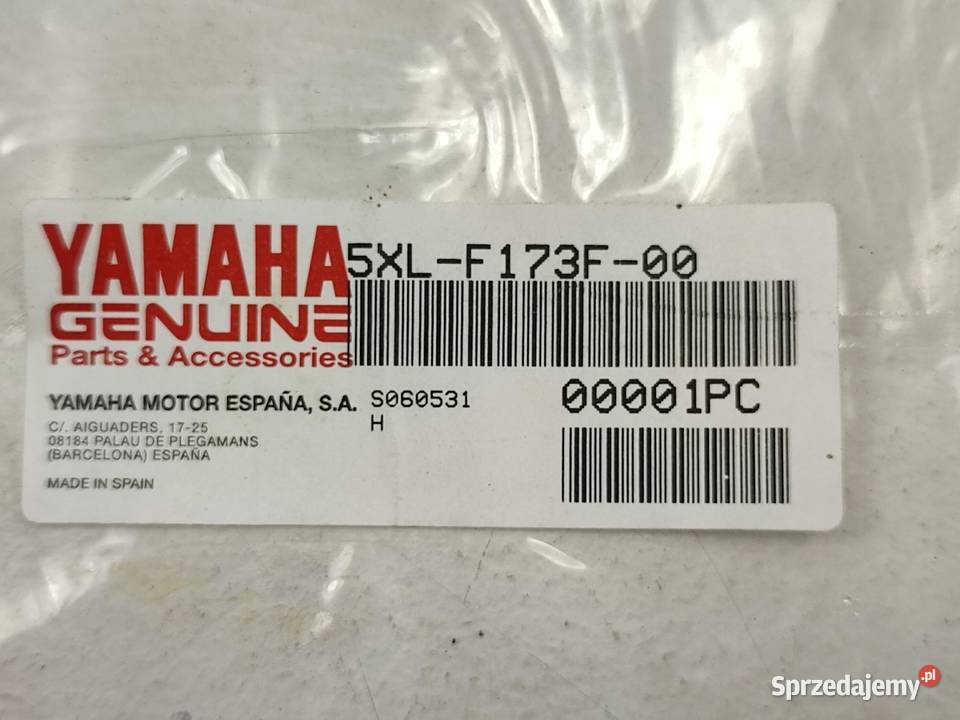 YAMAHA 5XL-F173F-00
GENUINE
Parts & Accessories
YAMAHA MOTOR ESPAÑA, S.A. S060531 00001PC
H
C/. AIGUADERS, 17-25
08184 PALAU DE PLEGAMANS
(BARCELONA) ESPAÑA
MADE IN SPAIN
Sprzedajemy.pl